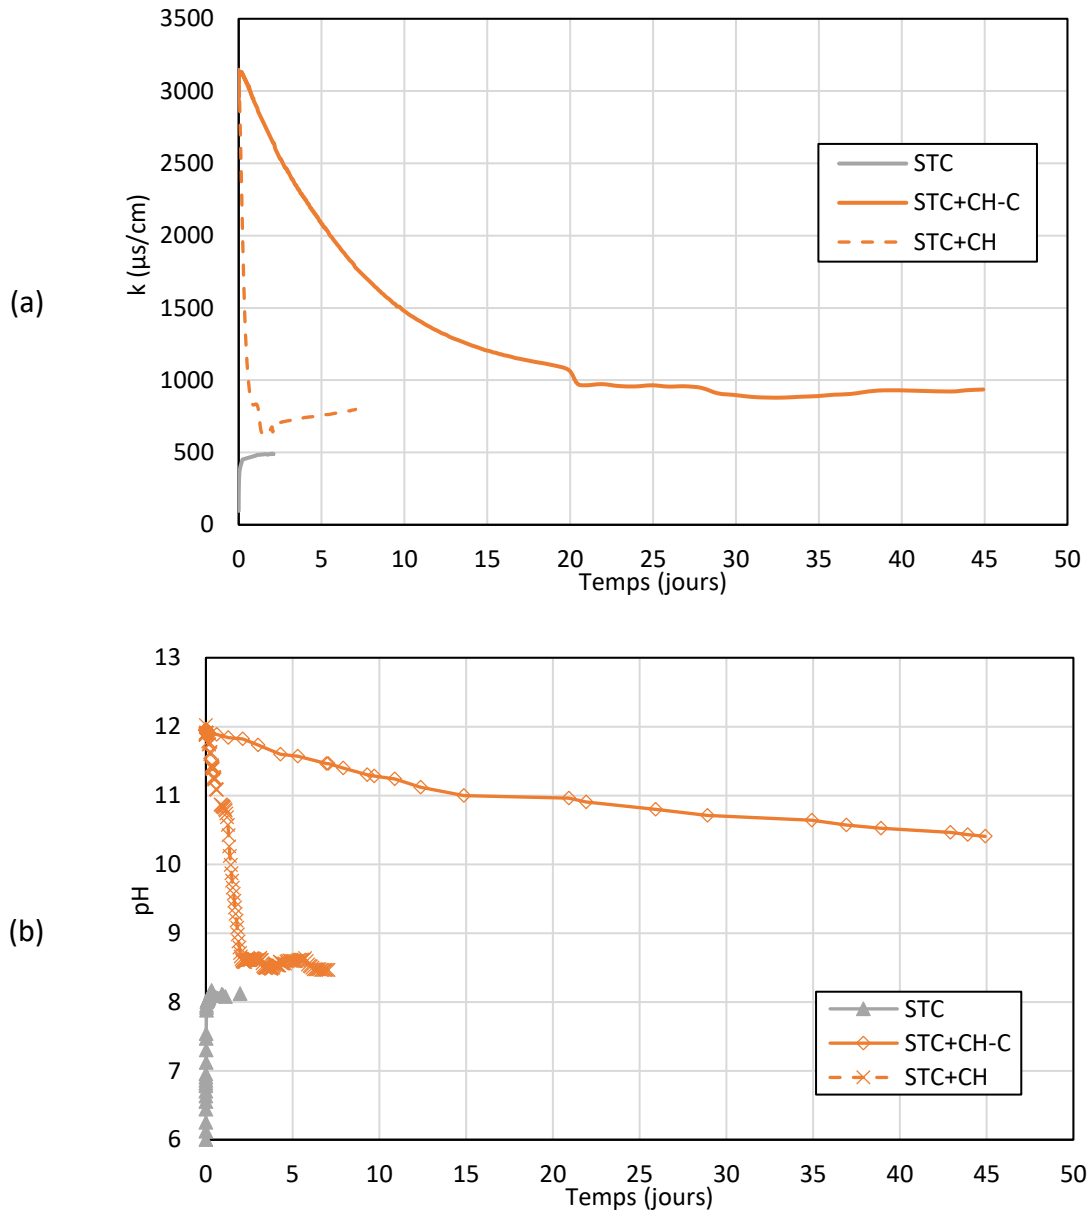 (a)
k (µs/cm)
3500
3000
2500
2000
1500
1000
500
0
STC
STC+CH-C
STC+CH
0 5 10 15 20 25 30 35 40 45 50
Temps (jours)
(b)
pH
13
12
11
10
9
8
7
6
STC
STC+CH-C
STC+CH
0 5 10 15 20 25 30 35 40 45 50
Temps (jours)